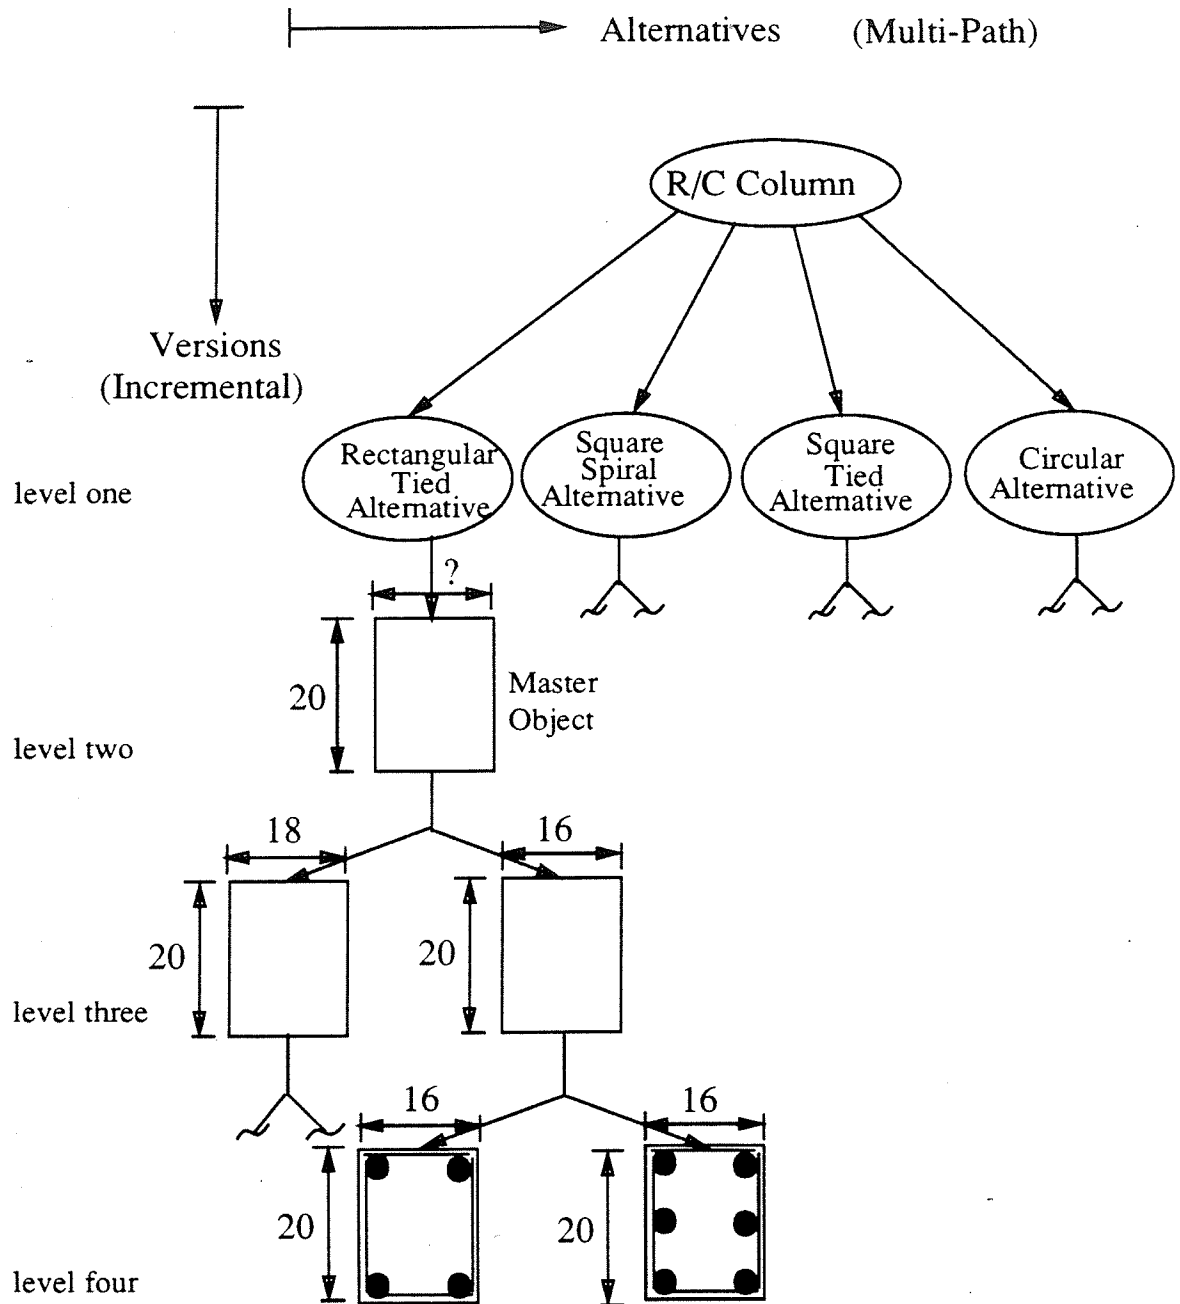 Alternatives (Multi-Path)
R/C Column
Versions
(Incremental)
level one
Rectangular
Tied
Alternative
Square
Spiral
Alternative
Square
Tied
Alternative
Circular
Alternative
?
20
Master
Object
level two
18
16
20
20
level three
16
16
20
20
level four